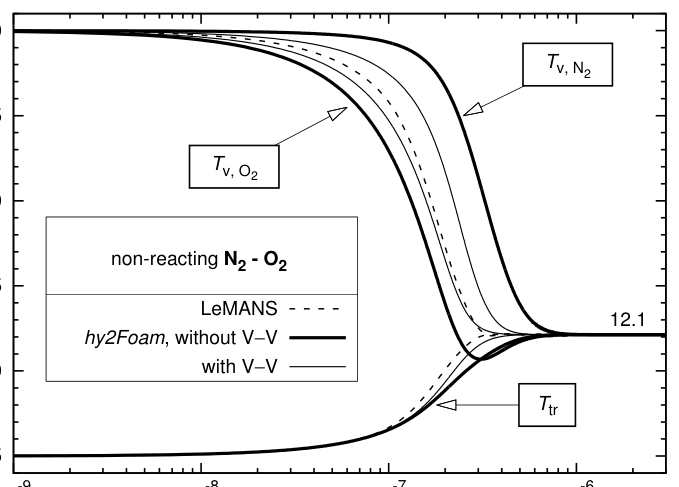 T_v, N_2
T_v, O_2
non-reacting N_2 - O_2
LeMANS
hy2Foam, without V–V
with V–V
12.1
T_tr
-9 -8 -7 -6